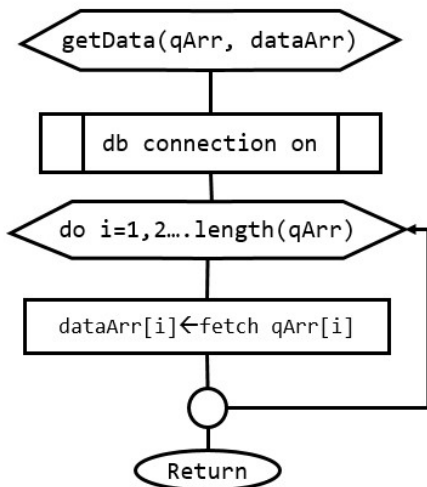 getData(qArr, dataArr)
db connection on
do i=1,2….length(qArr)
dataArr[i]←fetch qArr[i]
Return